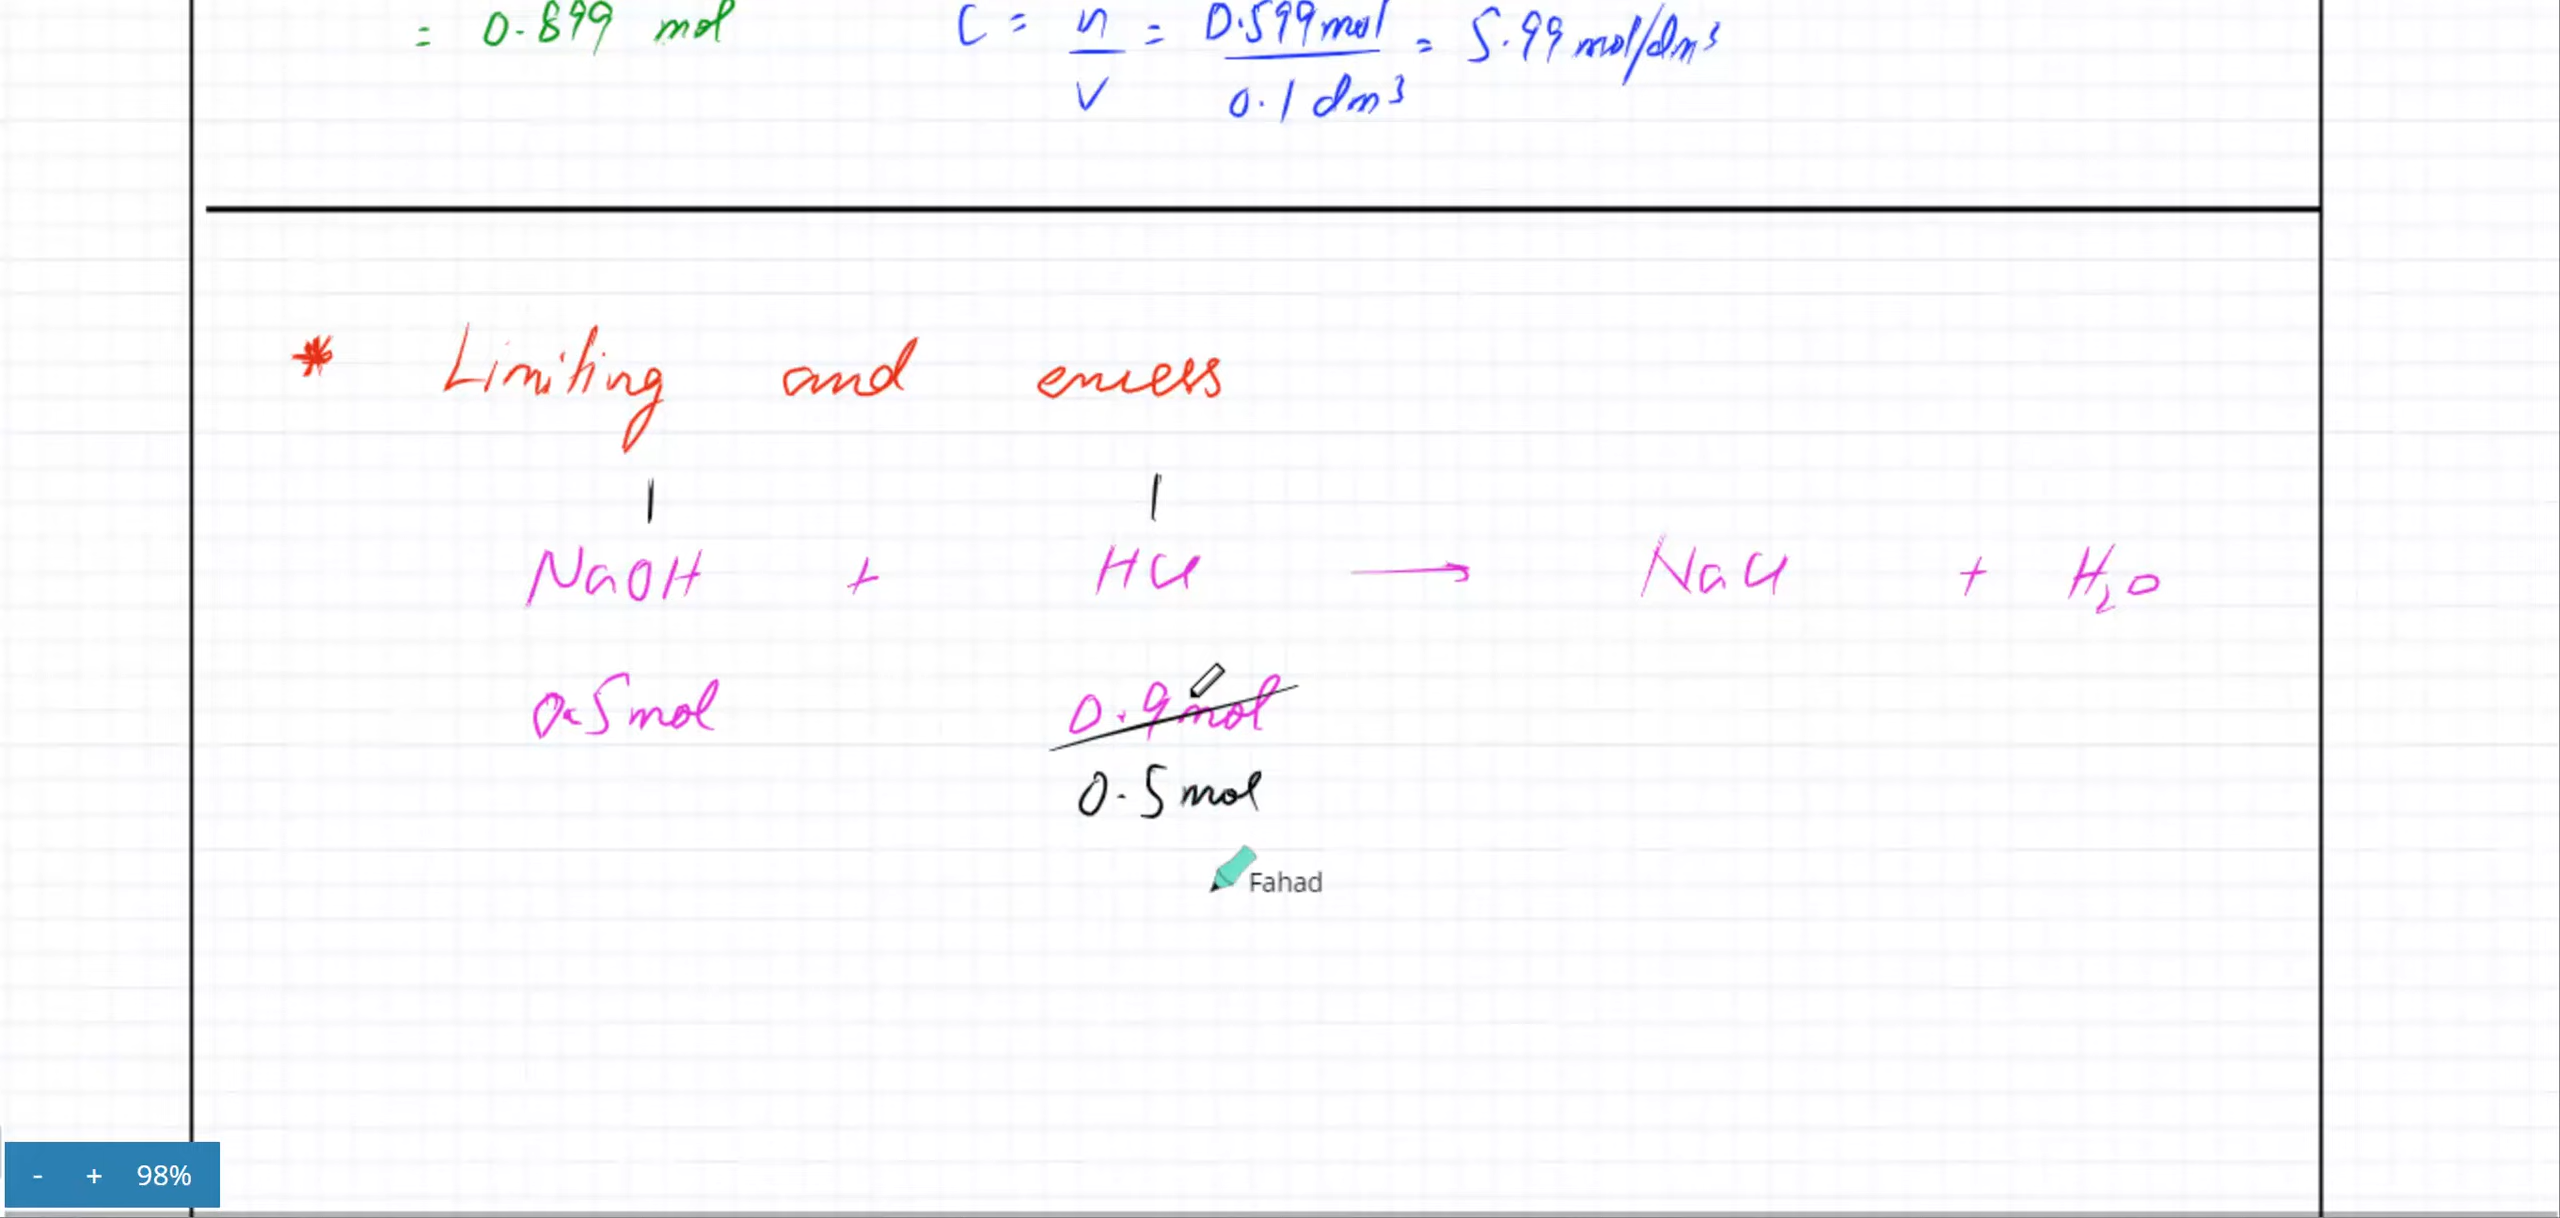 = 0.899 mol
C = n/V = 0.599 mol / 0.1 dm³ = 5.99 mol/dm³
* Limiting and excess
1 1
NaOH + HCl → NaCl + H₂O
0.5 mol 0.9 mol
0.5 mol
Fahad
- + 98%